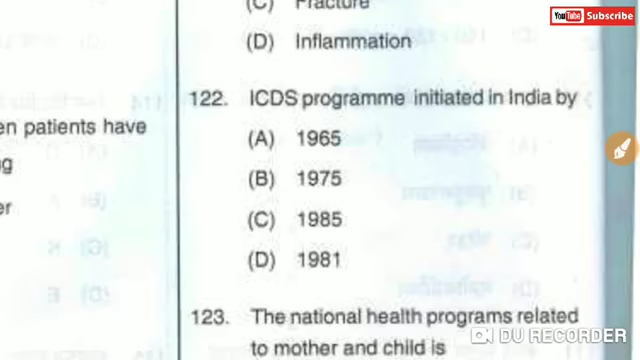 (C) Fracture
(D) Inflammation
122. ICDS programme initiated in India by
(A) 1965
(B) 1975
(C) 1985
(D) 1981
123. The national health programs related
to mother and child is
en patients have
g
er
YouTube Subscribe
DU RECORDER